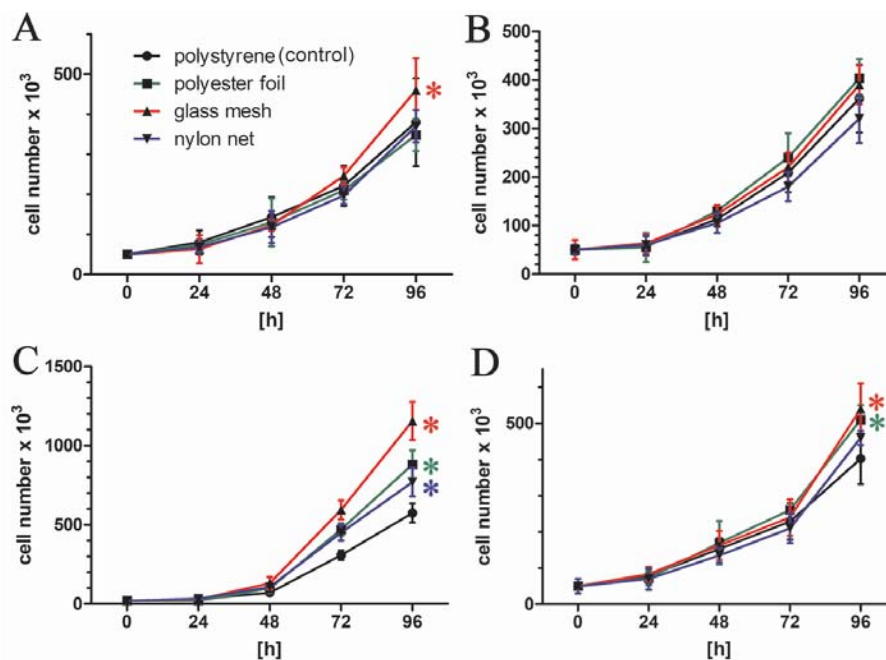 A
B
polystyrene (control)
polyester foil
glass mesh
nylon net
cell number x 10³
500
0
0 24 48 72 96
[h]
cell number x 10³
500
400
300
200
100
0
0 24 48 72 96
[h]
C
D
cell number x 10³
1500
1000
500
0
0 24 48 72 96
[h]
cell number x 10³
500
0
0 24 48 72 96
[h]
*
*
*
*
*
*